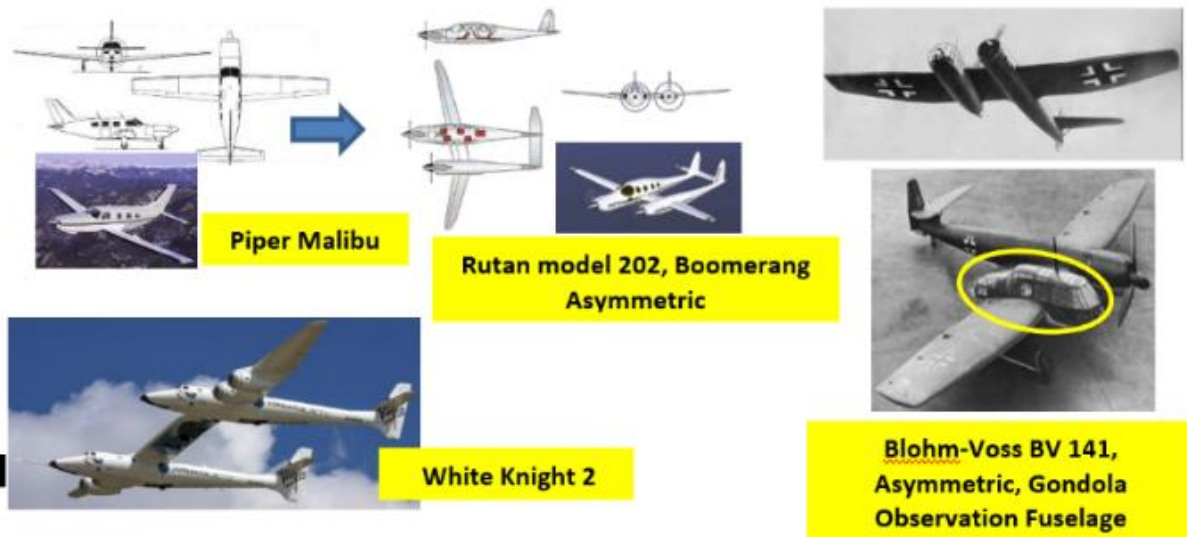 Piper Malibu
Rutan model 202, Boomerang
Asymmetric
White Knight 2
Blohm-Voss BV 141,
Asymmetric, Gondola
Observation Fuselage